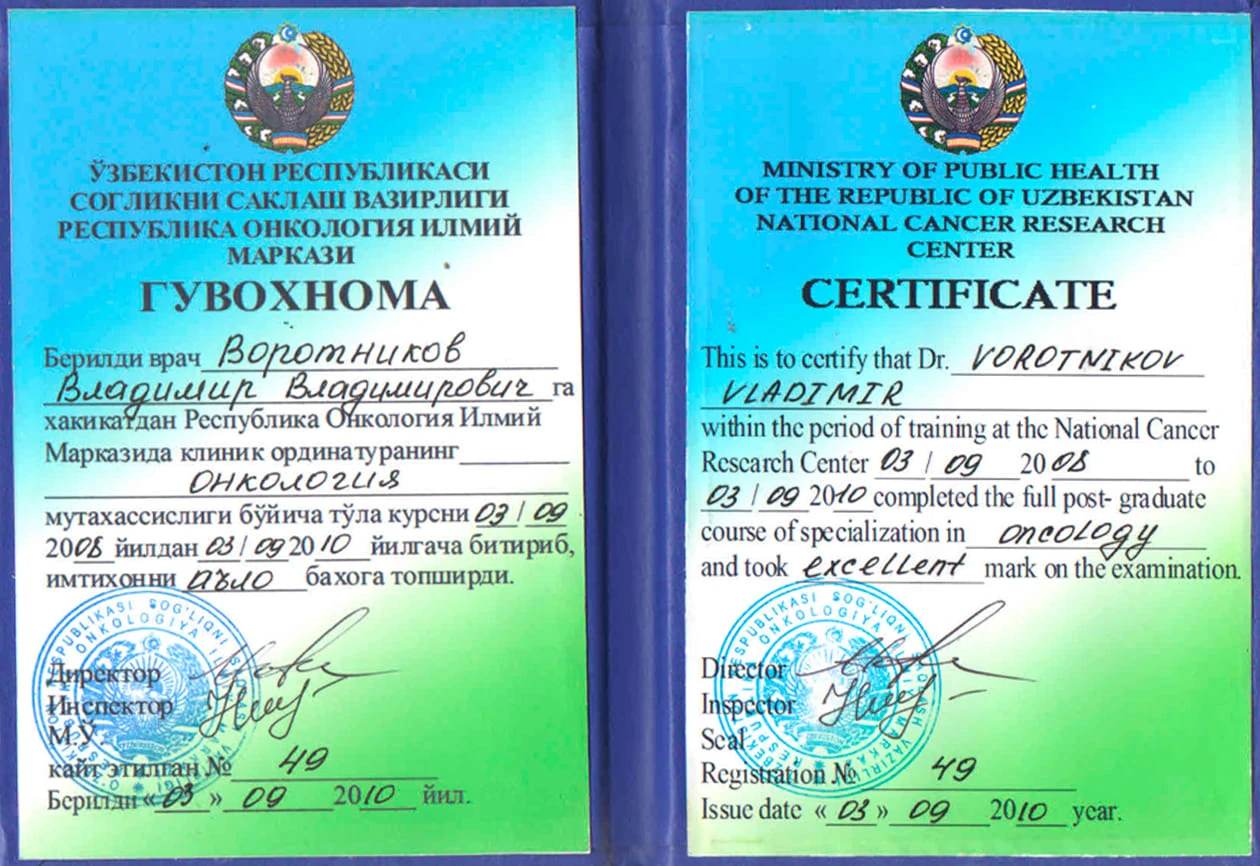 ЎЗБЕКИСТОН РЕСПУБЛИКАСИ
СОГЛИКНИ САКЛАШ ВАЗИРЛИГИ
РЕСПУБЛИКА ОНКОЛОГИЯ ИЛМИЙ
МАРКАЗИ
ГУВОХНОМА
Берилди врач Воротников
Владимир Владимирович га
хакикатдан Республика Онкология Илмий
Марказида клиник ординатуранинг
онкология
мутахассислиги бўйича тўла курсни 03 / 09
2008 йилдан 03 / 09 2010 йилгача битириб,
имтихонни аъло бахога топширди.
Директор
Инспектор
М.Ў.
кайт этилган № 49
Берилди «03» 09 2010 йил.
MINISTRY OF PUBLIC HEALTH
OF THE REPUBLIC OF UZBEKISTAN
NATIONAL CANCER RESEARCH
CENTER
CERTIFICATE
This is to certify that Dr. VOROTNIKOV
VLADIMIR
within the period of training at the National Cancer
Research Center 03 / 09 2008 to
03 / 09 2010 completed the full post- graduate
course of specialization in oncology
and took excellent mark on the examination.
Director
Inspector
Seal
Registration № 49
Issue date «03» 09 2010 year.